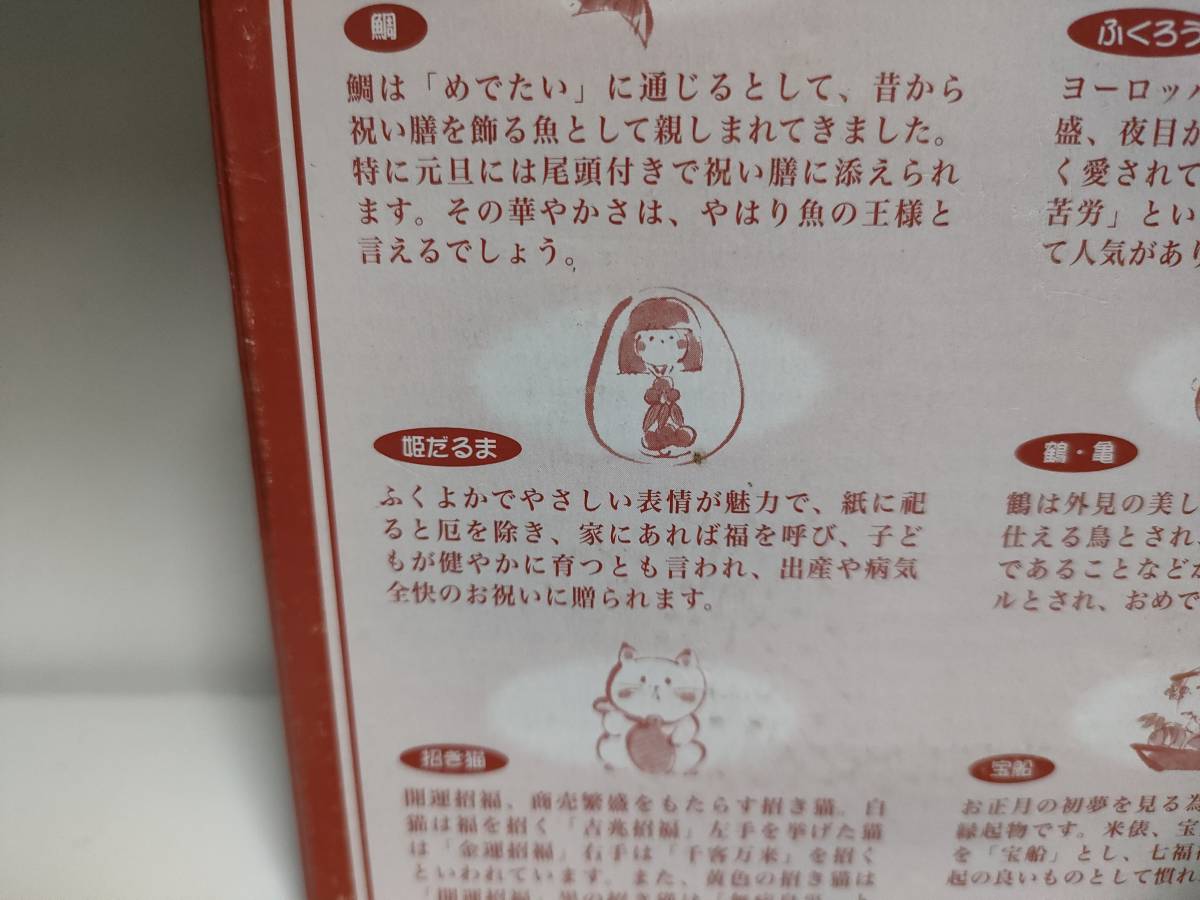 鯛
鯛は「めでたい」に通じるとして、昔から
祝い膳を飾る魚として親しまれてきました。
特に元旦には尾頭付きで祝い膳に添えられ
ます。その華やかさは、やはり魚の王様と
言えるでしょう。
姫だるま
ふくよかでやさしい表情が魅力で、紙に祀
ると厄を除き、家にあれば福を呼び、子ど
もが健やかに育つとも言われ、出産や病気
全快のお祝いに贈られます。
招き猫
開運招福、商売繁盛をもたらす招き猫。白
猫は福を招く「吉兆招福」左手を挙げた猫
は「金運招福」右手は「千客万来」を招く
といわれています。また、黄色の招き猫は
ふくろう
ヨーロッパ
盛、夜目が
く愛されて
苦労」とい
て人気があり
鶴・亀
鶴は外見の美し
仕える鳥とされ、
であることなどか
ルとされ、おめで
宝船
お正月の初夢を見る為
縁起物です。米俵、宝
を「宝船」とし、七福
起の良いものとして慣れ